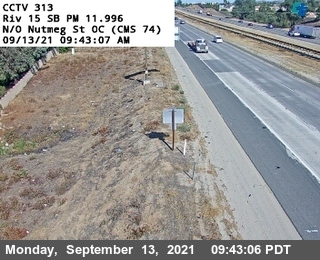 CCTV 313
Riv 15 SB PM 11.996
N/O Nutmeg St OC (CMS 74)
09/13/21 09:43:07 AM
Monday, September 13, 2021 09:43:06 PDT